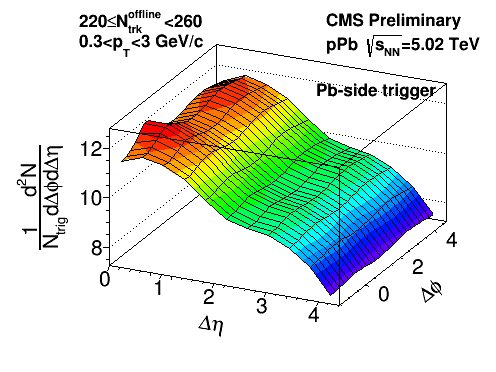 220≤N_trk^offline<260
0.3<p_T<3 GeV/c
CMS Preliminary
pPb √s_NN=5.02 TeV
Pb-side trigger
1/N_trig d²N/dΔϕdΔη
12
10
8
0
1
2
3
4
Δη
0
2
4
Δϕ